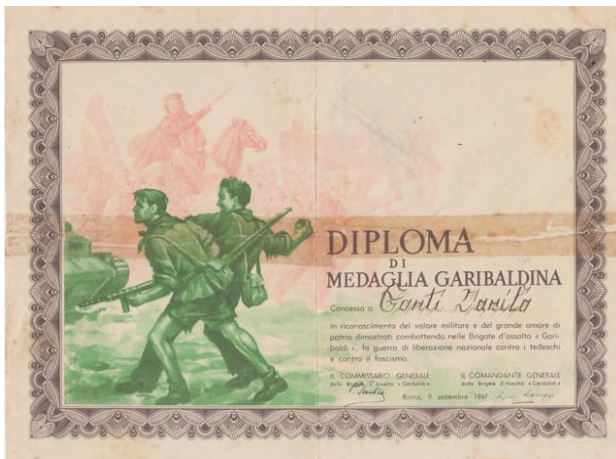 DIPLOMA
DI
MEDAGLIA GARIBALDINA
Concessa a Conti Danilo
in riconoscimento del valore militare e del grande amore di
patria dimostrati combattendo nelle Brigate d'assalto « Gari-
baldi », la guerra di liberazione nazionale contro i tedeschi
e contro il fascismo.
IL COMMISSARIO GENERALE IL COMANDANTE GENERALE
delle Brigate d'Assalto « Garibaldi » delle Brigate d'Assalto « Garibaldi »
Roma, 8 settembre 1947